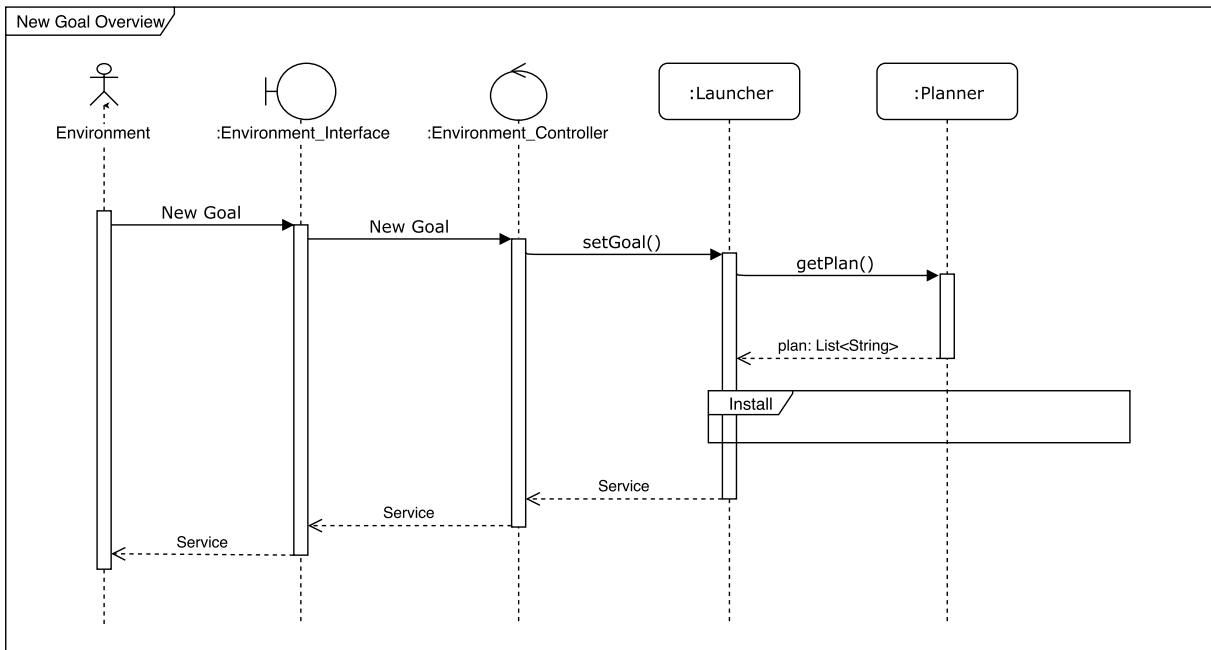 New Goal Overview
Environment
:Environment_Interface
:Environment_Controller
:Launcher
:Planner
New Goal
New Goal
setGoal()
getPlan()
plan: List<String>
Install
Service
Service
Service